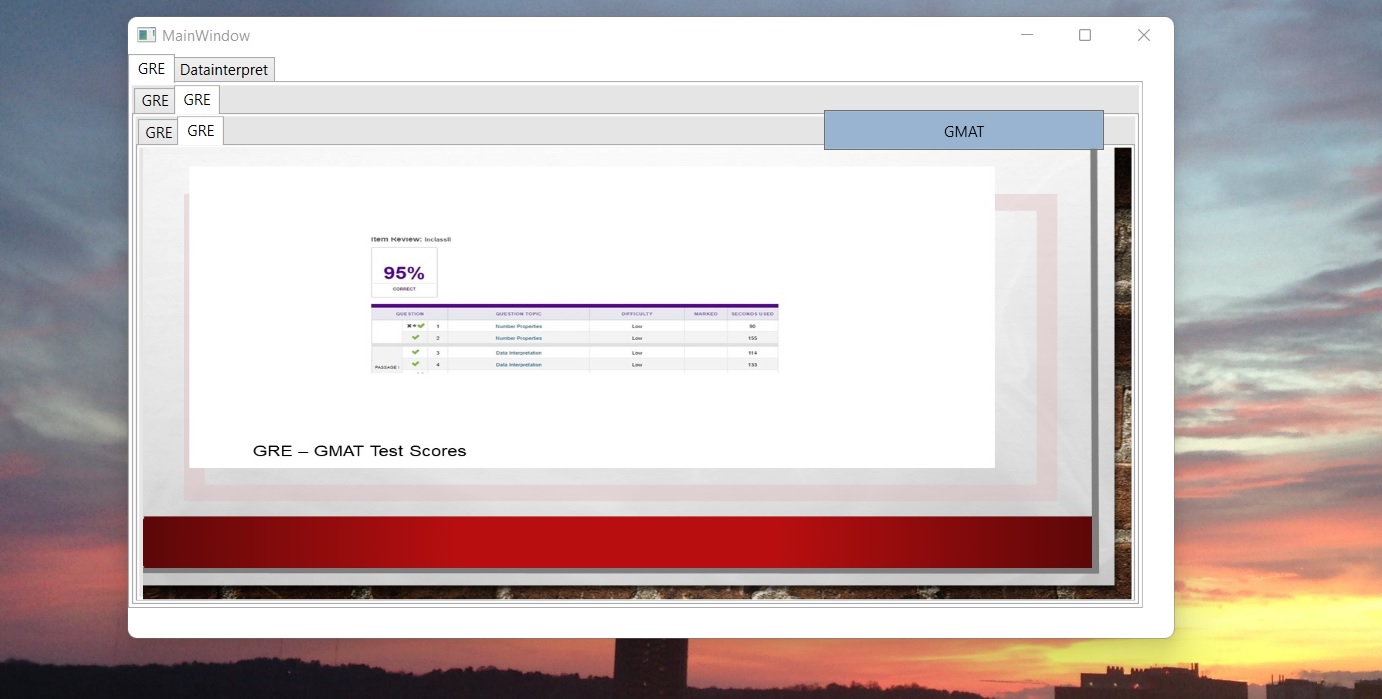 MainWindow
GRE Datainterpret
GRE GRE
GRE GRE
GMAT
Item Review: Inclassll
95%
CORRECT
QUESTION QUESTION TOPIC DIFFICULTY MARKED SECONDS USED
1 Number Properties Low 90
2 Number Properties Low 155
3 Data Interpretation Low 114
PASSAGE 4 Data Interpretation Low 133
GRE – GMAT Test Scores